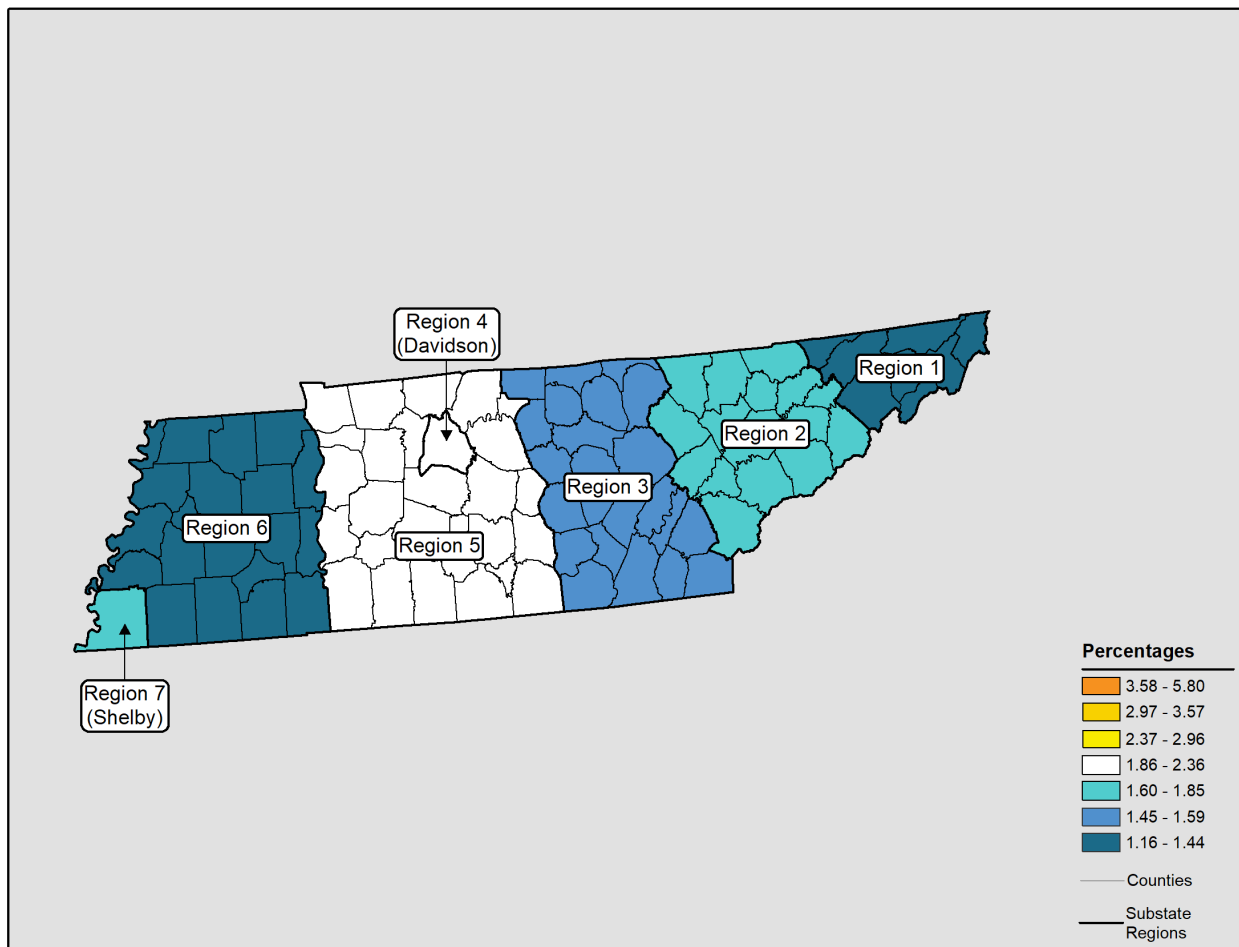 Region 4
(Davidson)
Region 1
Region 2
Region 3
Region 6
Region 5
Region 7
(Shelby)
Percentages
3.58 - 5.80
2.97 - 3.57
2.37 - 2.96
1.86 - 2.36
1.60 - 1.85
1.45 - 1.59
1.16 - 1.44
Counties
Substate
Regions